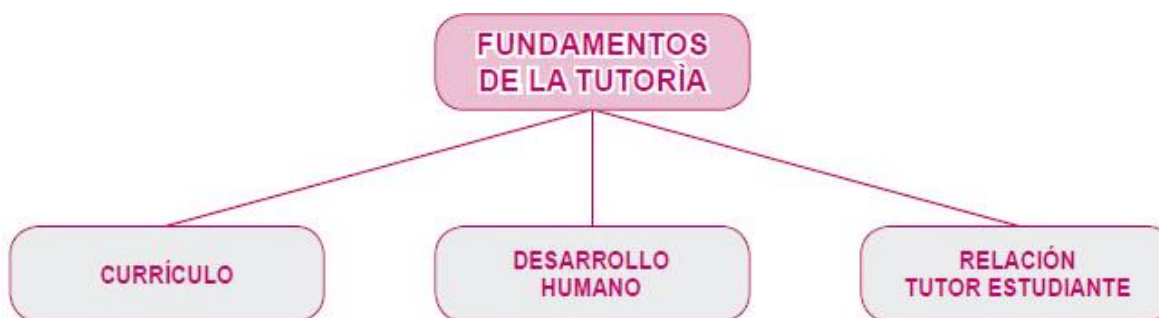 FUNDAMENTOS
DE LA TUTORÌA
CURRÍCULO
DESARROLLO
HUMANO
RELACIÓN
TUTOR ESTUDIANTE